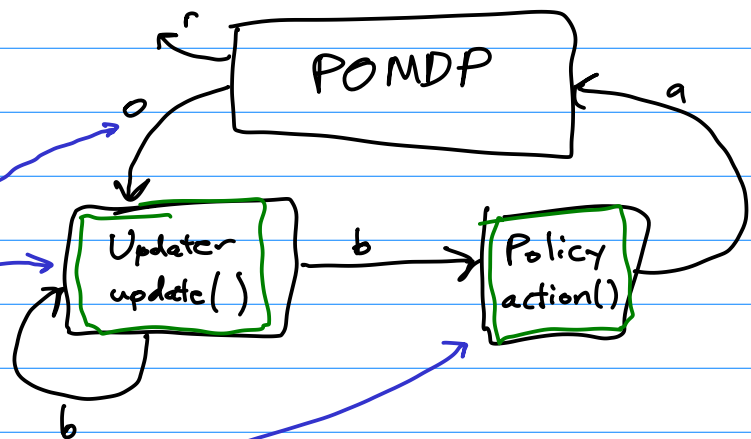 r
POMDP
a
o
Updater
update()
b
Policy
action()
b